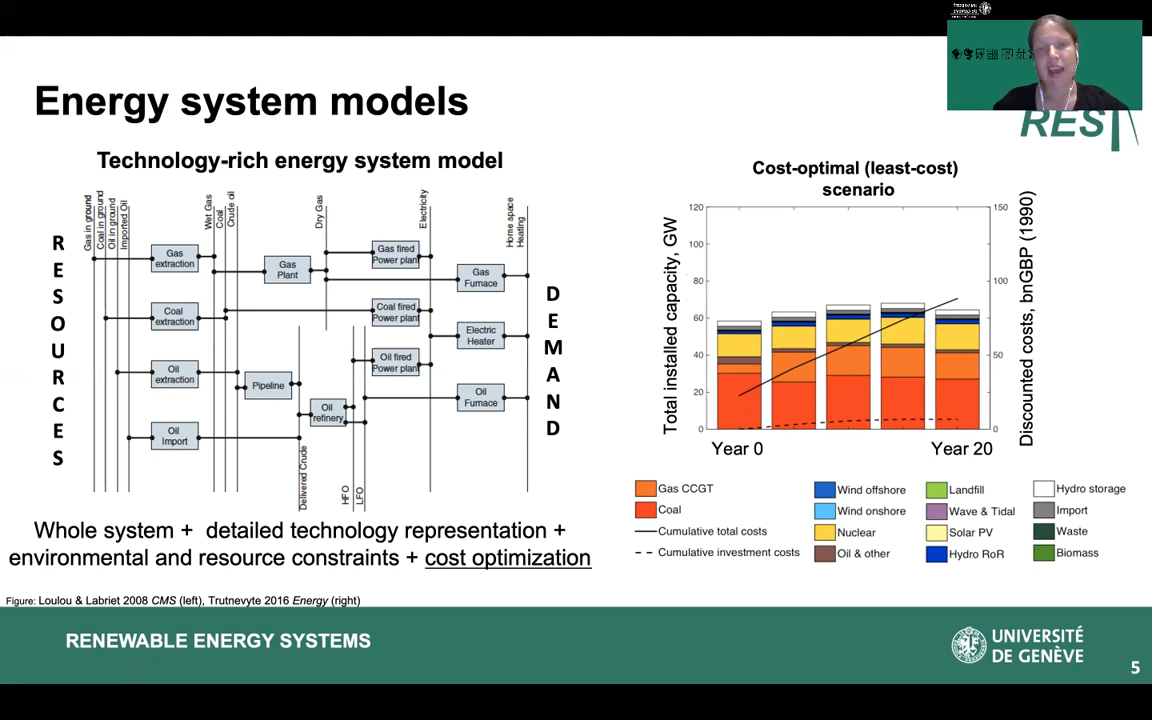 Energy system models
RES
Technology-rich energy system model
R
E
S
O
U
R
C
E
S
Gas in ground
Coal in ground
Oil in ground
Imported Oil
Wet Gas
Coal
Crude oil
Dry Gas
Electricity
Home space
Heating
Gas
extraction
Coal
extraction
Oil
extraction
Oil
Import
Gas
Plant
Pipeline
Oil
refinery
Gas fired
Power plant
Coal fired
Power plant
Oil fired
Power plant
Gas
Furnace
Electric
Heater
Oil
Furnace
Delivered Crude
HFO
LFO
D
E
M
A
N
D
Whole system + detailed technology representation +
environmental and resource constraints + cost optimization
Cost-optimal (least-cost)
scenario
Total installed capacity, GW
120
100
80
60
40
20
0
150
100
50
0
Discounted costs, bnGBP (1990)
Year 0
Year 20
Gas CCGT
Coal
Cumulative total costs
Cumulative investment costs
Wind offshore
Wind onshore
Nuclear
Oil & other
Landfill
Wave & Tidal
Solar PV
Hydro RoR
Hydro storage
Import
Waste
Biomass
Figure: Loulou & Labriet 2008 CMS (left), Trutnevyte 2016 Energy (right)
RENEWABLE ENERGY SYSTEMS
UNIVERSITÉ
DE GENÈVE
5